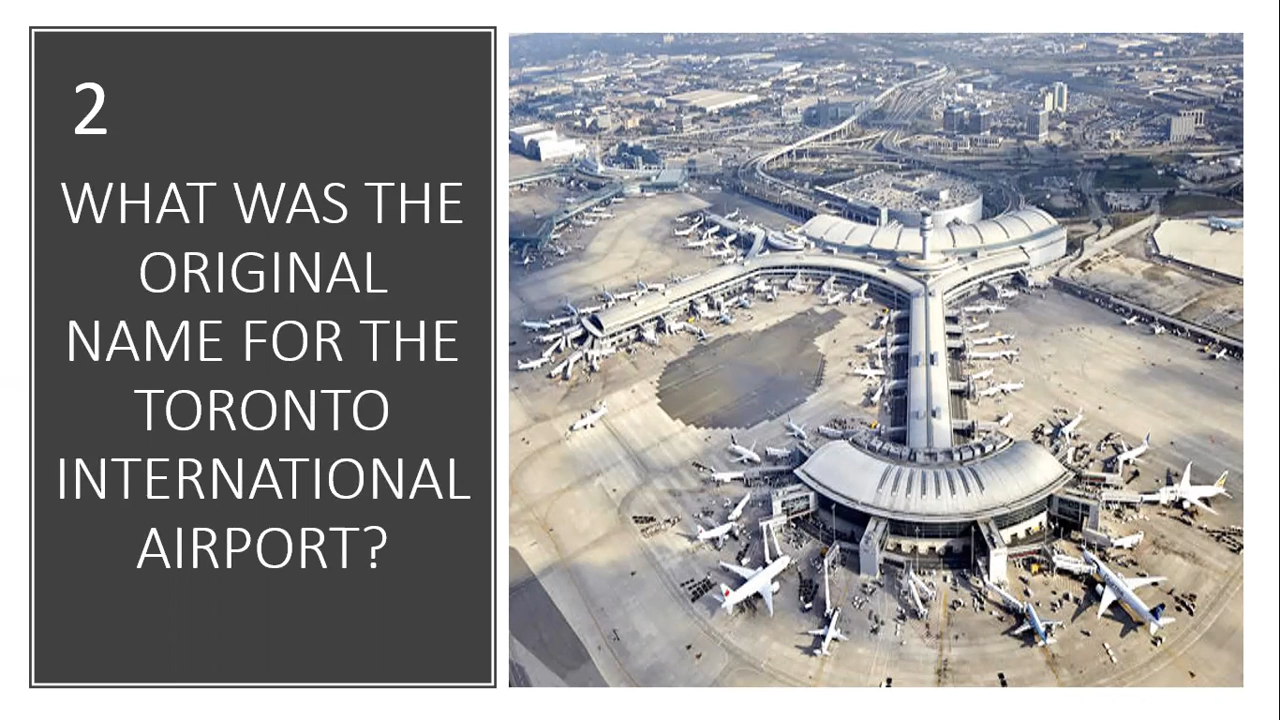 2
WHAT WAS THE
ORIGINAL
NAME FOR THE
TORONTO
INTERNATIONAL
AIRPORT?